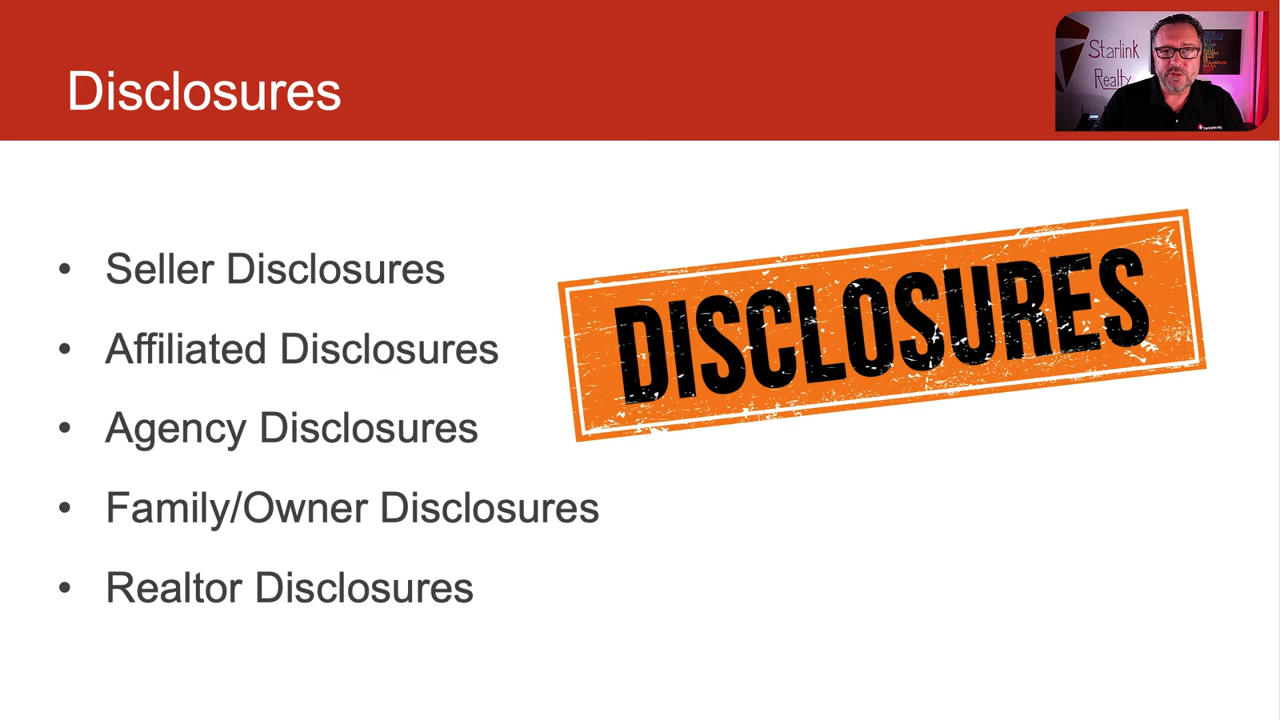 Disclosures
Starlink
Realty
• Seller Disclosures
• Affiliated Disclosures
• Agency Disclosures
• Family/Owner Disclosures
• Realtor Disclosures
DISCLOSURES